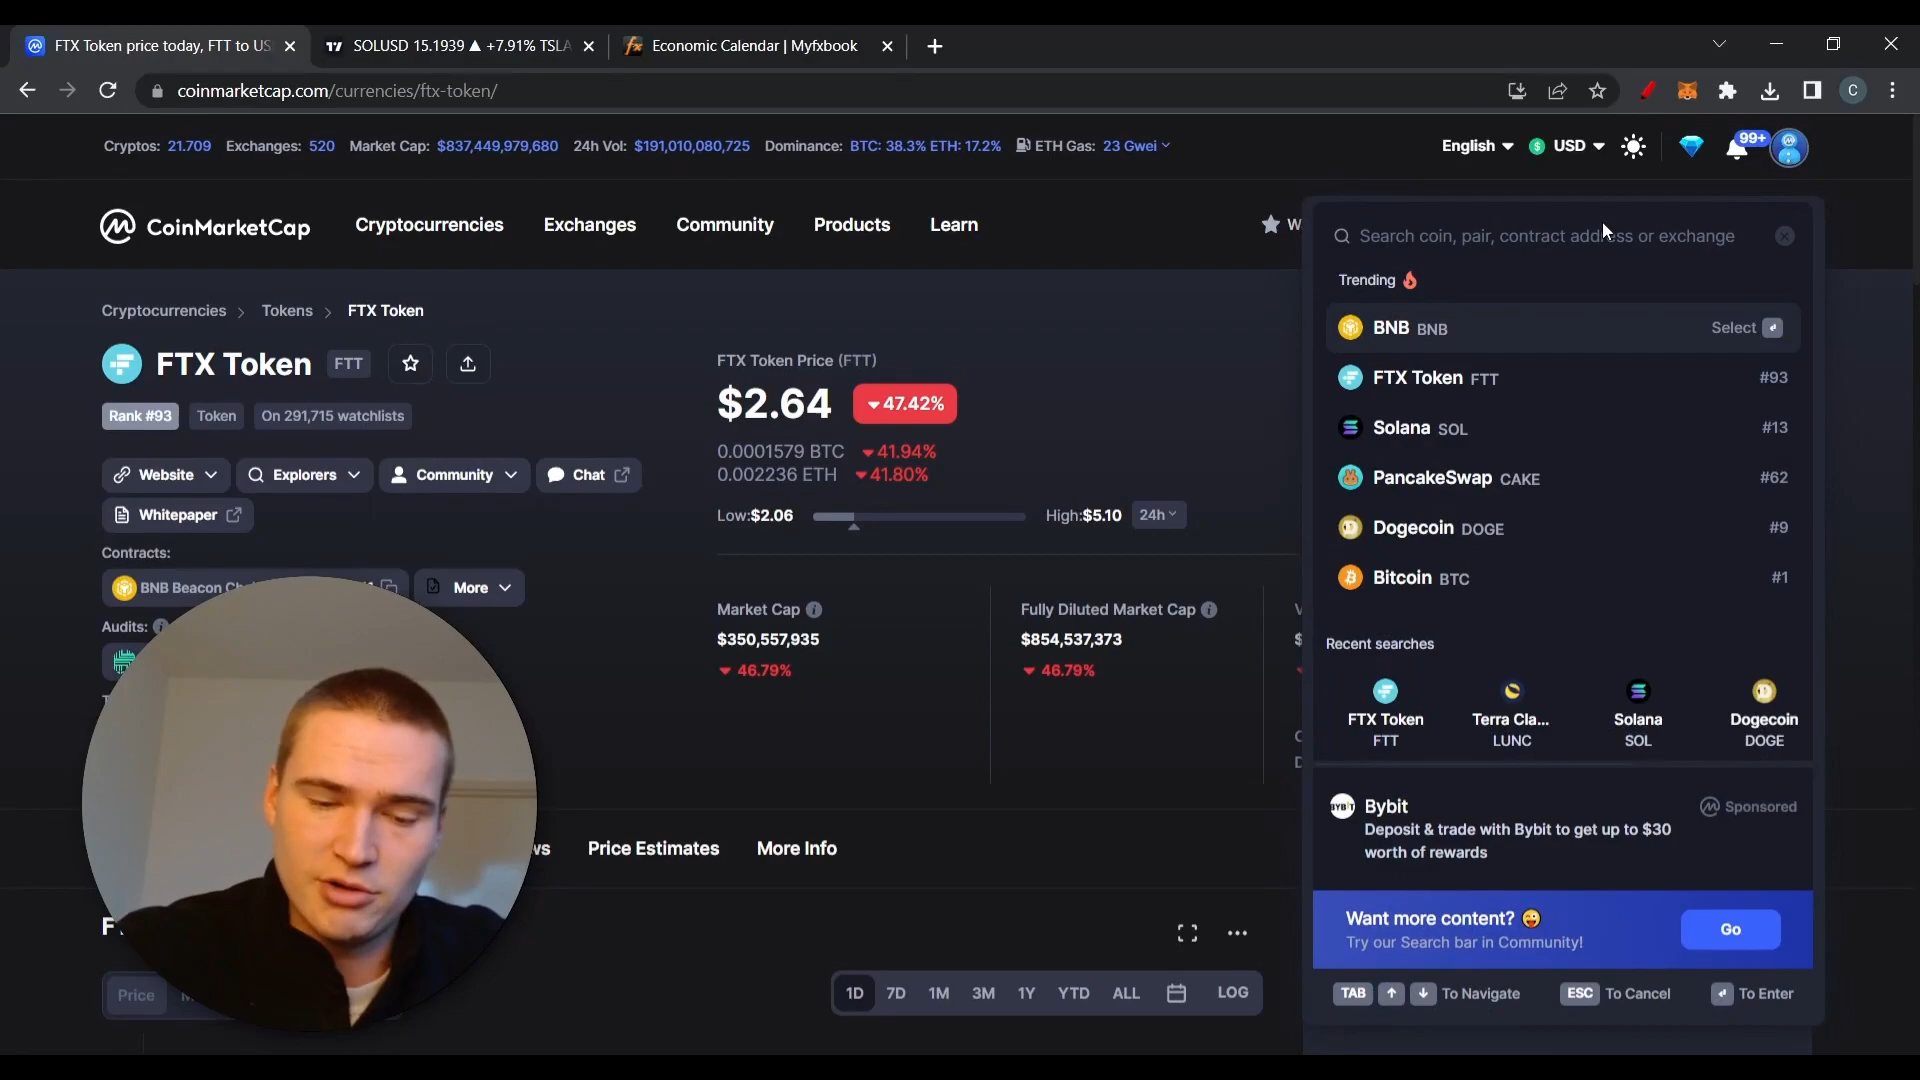 FTX Token price today, FTT to US
SOLUSD 15.1939 ▲ +7.91% TSLA
Economic Calendar | Myfxbook
coinmarketcap.com/currencies/ftx-token/
C
Cryptos: 21.709 Exchanges: 520 Market Cap: $837,449,979,680 24h Vol: $191,010,080,725 Dominance: BTC: 38.3% ETH: 17.2% ETH Gas: 23 Gwei
English
USD
99+
CoinMarketCap
Cryptocurrencies
Exchanges
Community
Products
Learn
W
Search coin, pair, contract address or exchange
Trending
BNB BNB Select
FTX Token FTT #93
Solana SOL #13
PancakeSwap CAKE #62
Dogecoin DOGE #9
Bitcoin BTC #1
Recent searches
FTX Token
FTT
Terra Cla...
LUNC
Solana
SOL
Dogecoin
DOGE
BYBIT
Bybit
Sponsored
Deposit & trade with Bybit to get up to $30
worth of rewards
Want more content?
Try our Search bar in Community!
Go
TAB To Navigate
ESC To Cancel
To Enter
Cryptocurrencies > Tokens > FTX Token
FTX Token FTT
Rank #93
Token
On 291,715 watchlists
Website
Explorers
Community
Chat
Whitepaper
Contracts:
BNB Beacon Ch
More
Audits:
FTX Token Price (FTT)
$2.64 47.42%
0.0001579 BTC 41.94%
0.002236 ETH 41.80%
Low:$2.06
High:$5.10
24h
Market Cap
$350,557,935
46.79%
Fully Diluted Market Cap
$854,537,373
46.79%
ws
Price Estimates
More Info
Price
1D 7D 1M 3M 1Y YTD ALL LOG